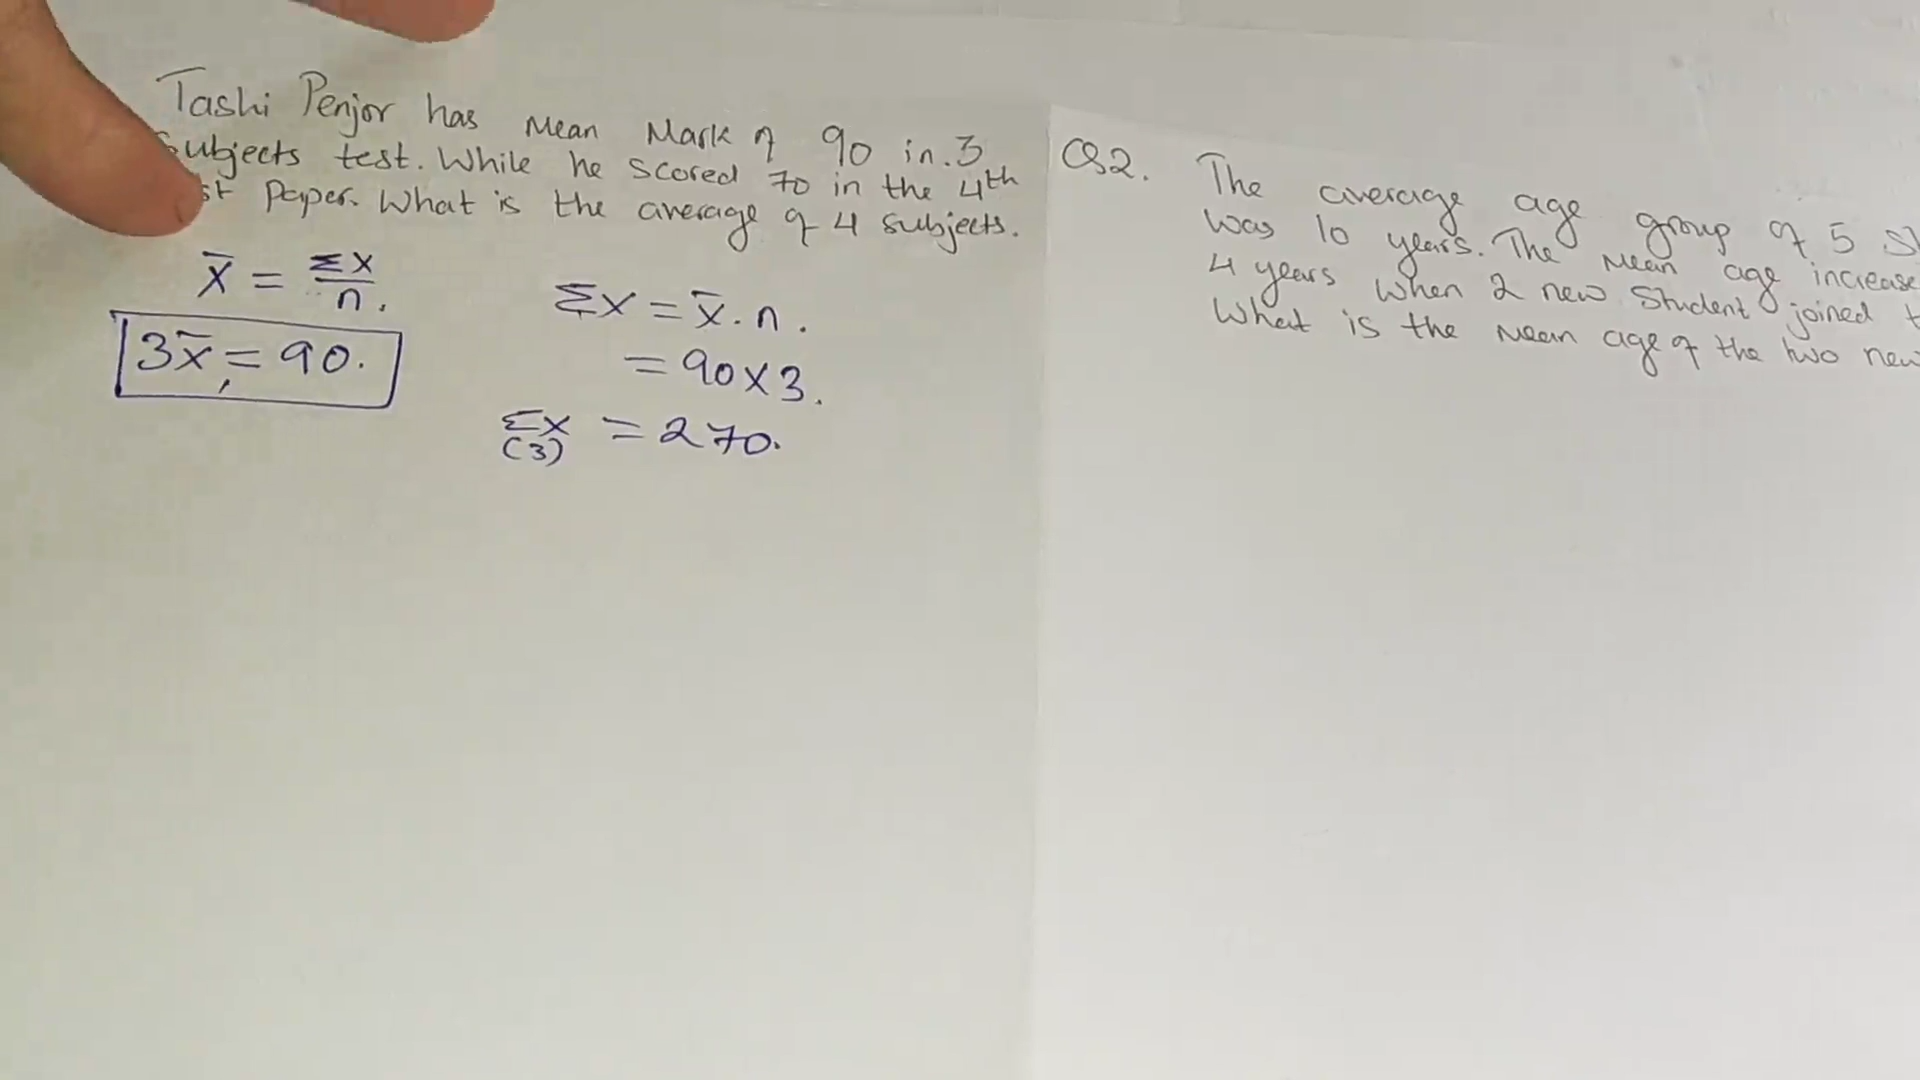 Tashi Penjor has Mean Mark of 90 in. 3
subjects test. While he scored 70 in the 4th
Paper. What is the average of 4 subjects.
x̄ = Σx/n.
3x̄, = 90.
Σx = x̄ . n .
= 90 x 3.
Σx (3) = 270.
Qs2. The average age group of 5
was 10 years. The Mean age increase
4 years when 2 new Student joined
What is the Mean age of the two new